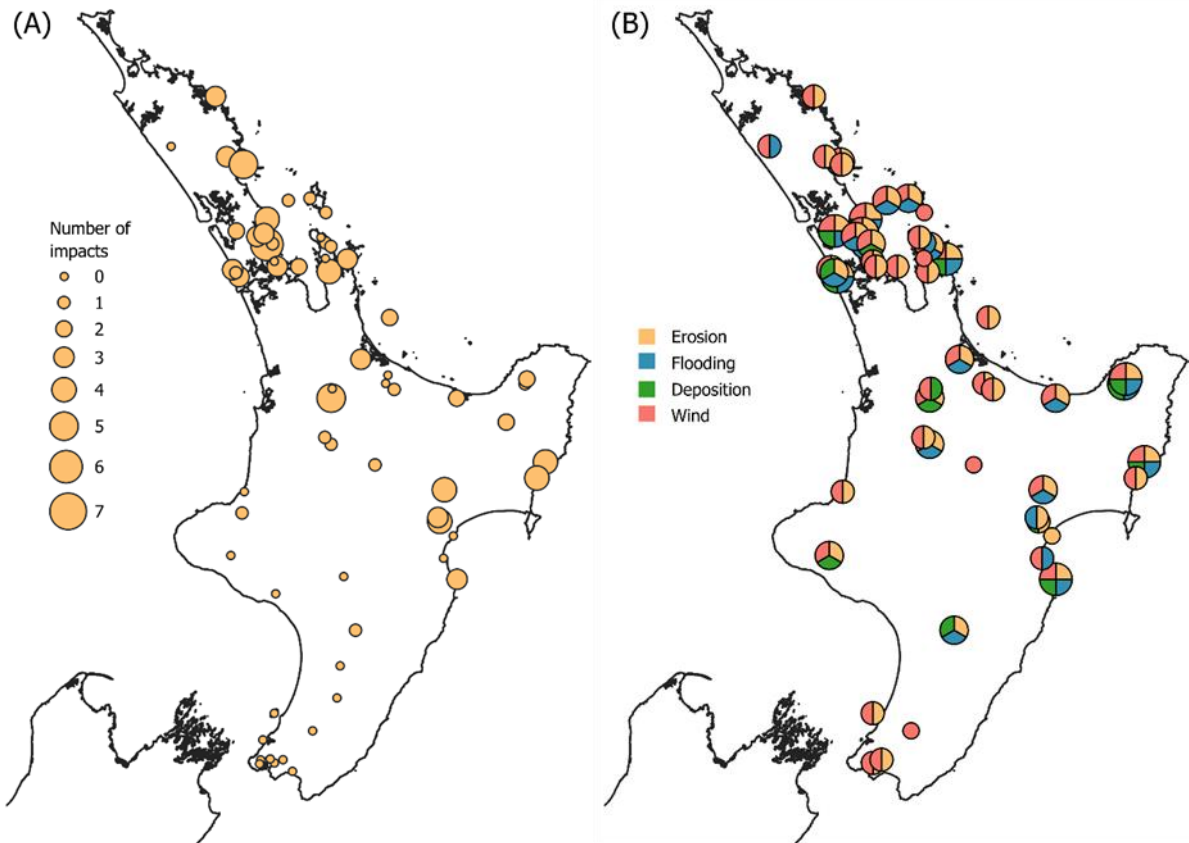 (A)
Number of
impacts
0
1
2
3
4
5
6
7
(B)
Erosion
Flooding
Deposition
Wind